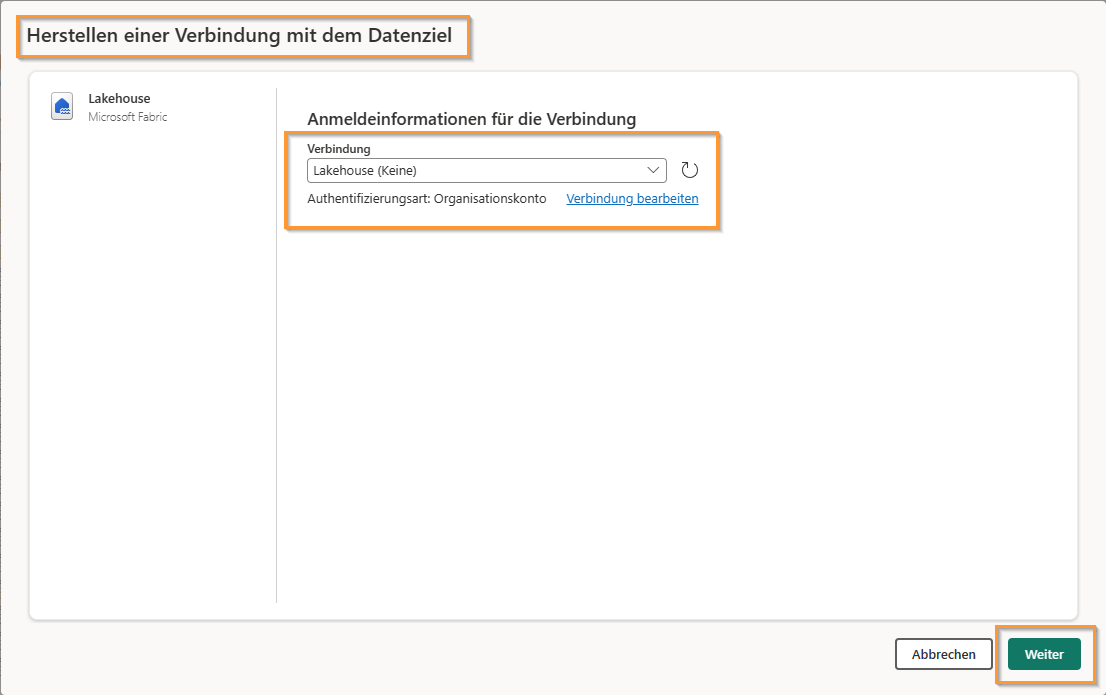 Herstellen einer Verbindung mit dem Datenziel
Lakehouse
Microsoft Fabric
Anmeldeinformationen für die Verbindung
Verbindung
Lakehouse (Keine)
Authentifizierungsart: Organisationskonto Verbindung bearbeiten
Abbrechen Weiter